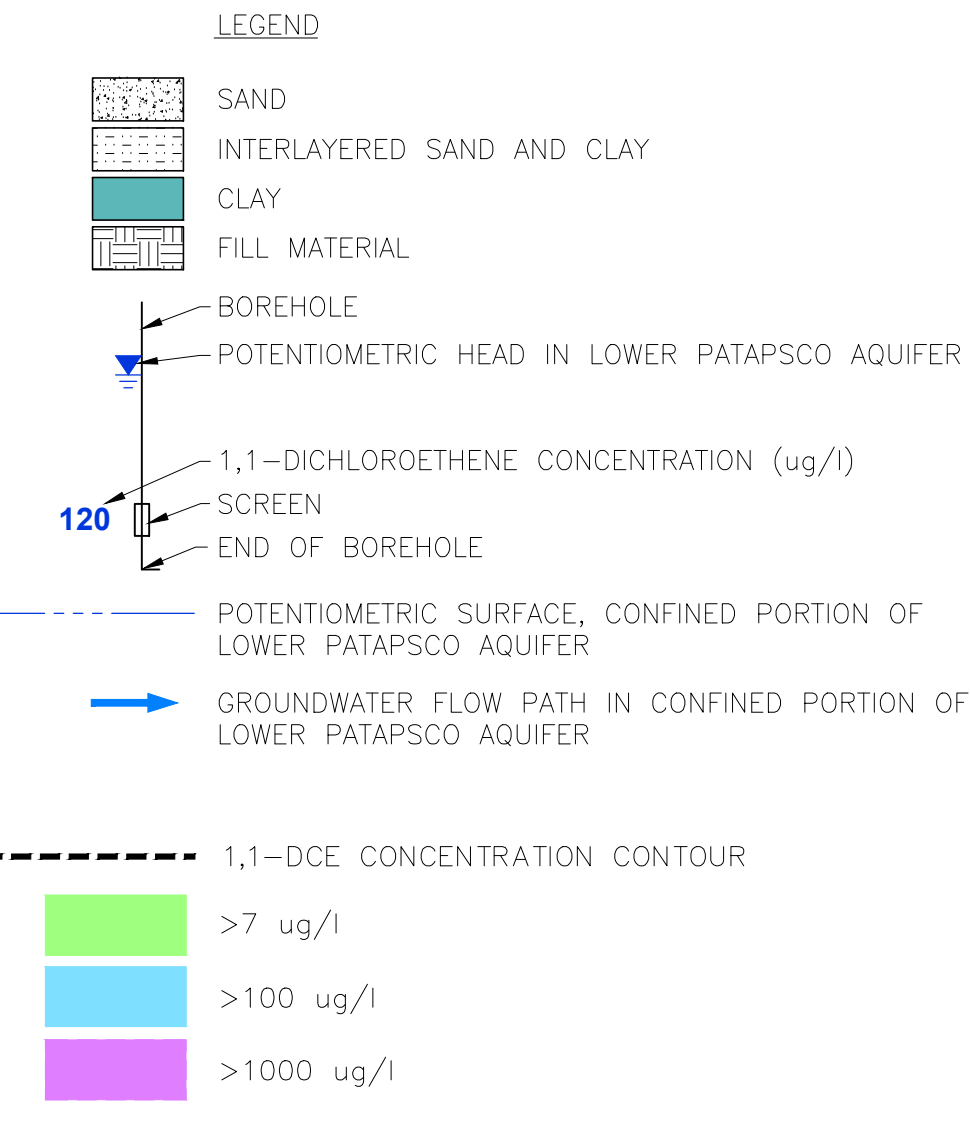 LEGEND
SAND
INTERLAYERED SAND AND CLAY
CLAY
FILL MATERIAL
BOREHOLE
POTENTIOMETRIC HEAD IN LOWER PATAPSCO AQUIFER
1,1-DICHLOROETHENE CONCENTRATION (ug/l)
120
SCREEN
END OF BOREHOLE
POTENTIOMETRIC SURFACE, CONFINED PORTION OF
LOWER PATAPSCO AQUIFER
GROUNDWATER FLOW PATH IN CONFINED PORTION OF
LOWER PATAPSCO AQUIFER
1,1-DCE CONCENTRATION CONTOUR
>7 ug/l
>100 ug/l
>1000 ug/l